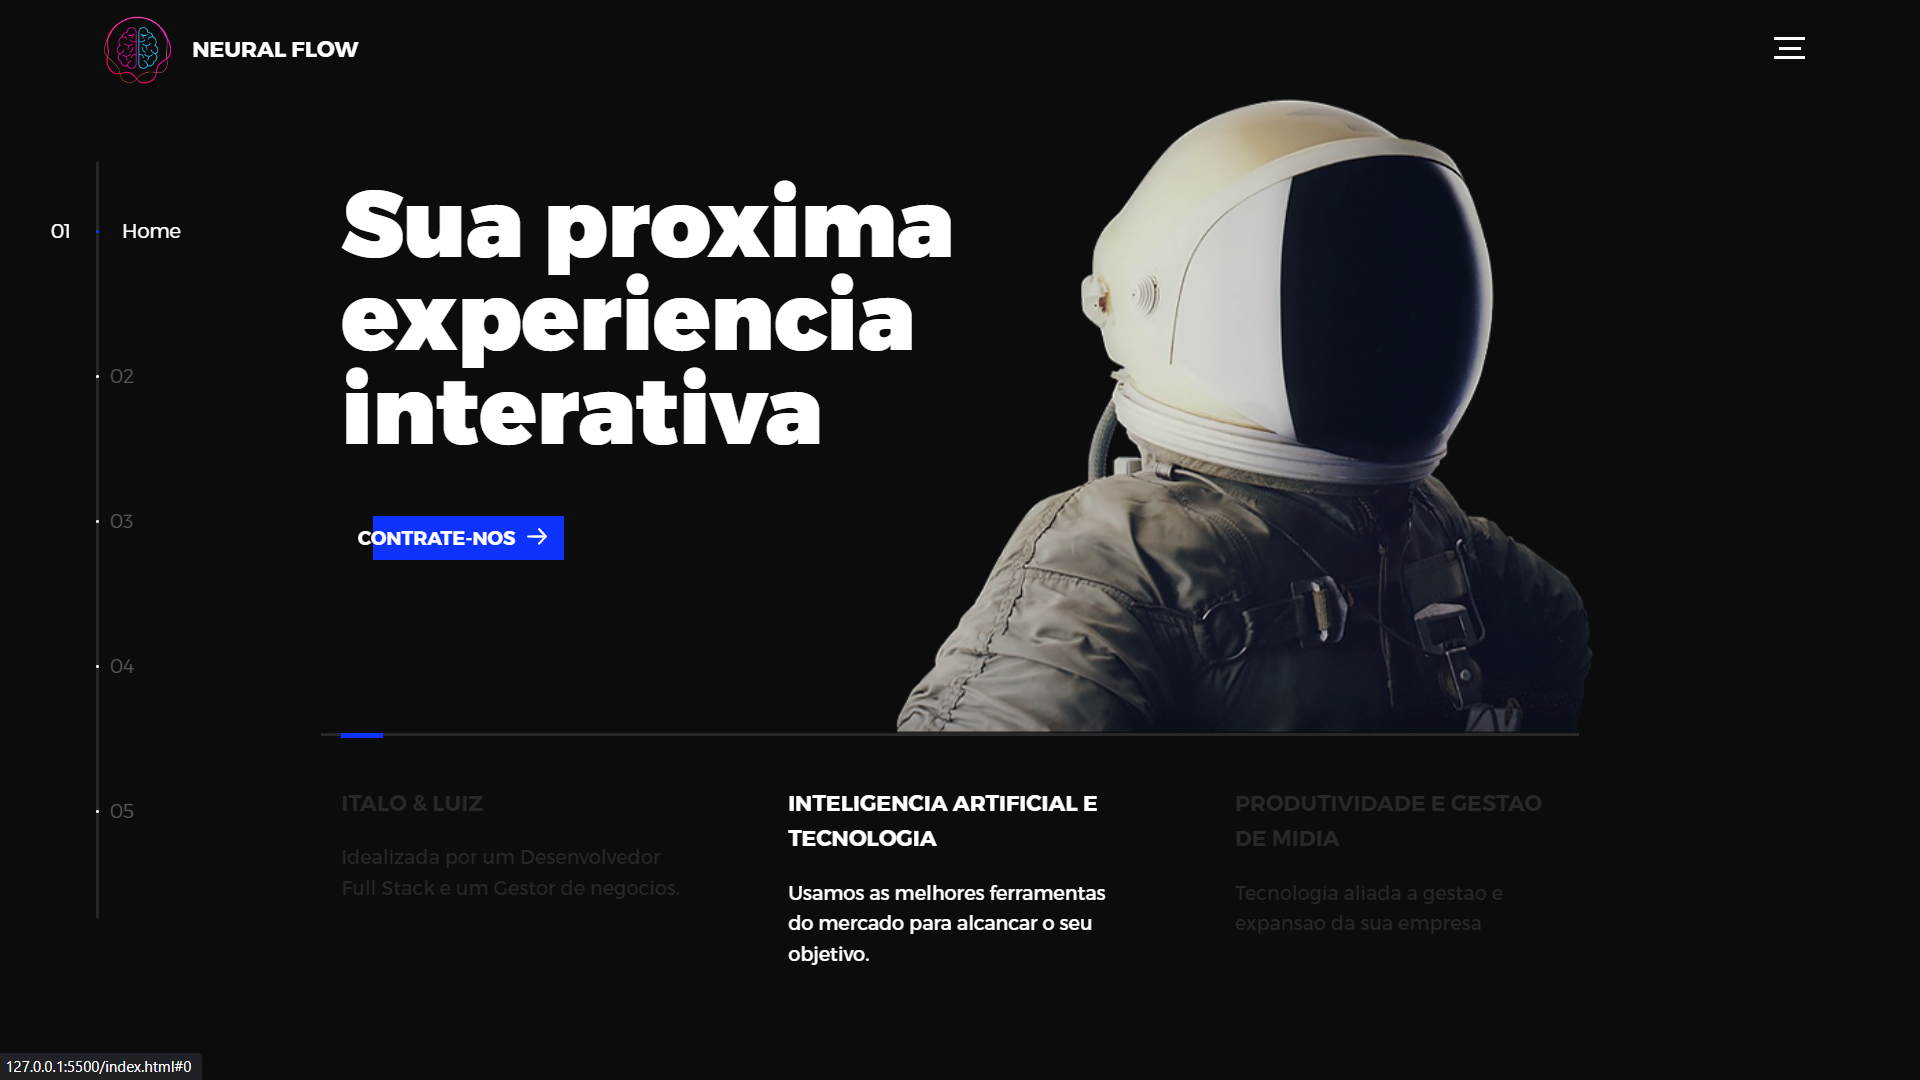 NEURAL FLOW
01 Home
02
03
04
05
Sua proxima
experiencia
interativa
CONTRATE-NOS
ITALO & LUIZ
Idealizada por um Desenvolvedor
Full Stack e um Gestor de negocios.
INTELIGENCIA ARTIFICIAL E
TECNOLOGIA
Usamos as melhores ferramentas
do mercado para alcancar o seu
objetivo.
PRODUTIVIDADE E GESTAO
DE MIDIA
Tecnologia aliada a gestao e
expansao da sua empresa
127.0.0.1:5500/index.html#0